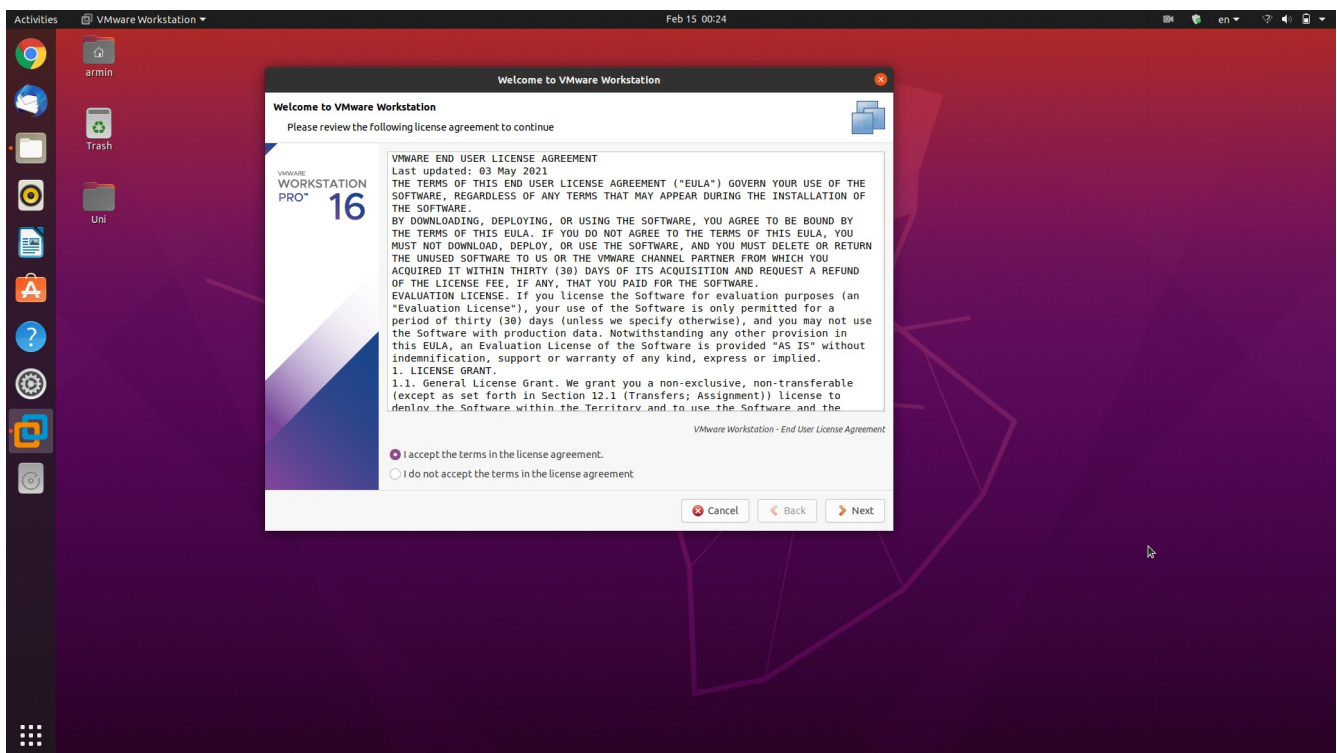 Activities
VMware Workstation
Feb 15 00:24
en
armin
Trash
Uni
Welcome to VMware Workstation
Welcome to VMware Workstation
Please review the following license agreement to continue
VMWARE
WORKSTATION
PRO™ 16
VMWARE END USER LICENSE AGREEMENT
Last updated: 03 May 2021
THE TERMS OF THIS END USER LICENSE AGREEMENT ("EULA") GOVERN YOUR USE OF THE
SOFTWARE, REGARDLESS OF ANY TERMS THAT MAY APPEAR DURING THE INSTALLATION OF
THE SOFTWARE.
BY DOWNLOADING, DEPLOYING, OR USING THE SOFTWARE, YOU AGREE TO BE BOUND BY
THE TERMS OF THIS EULA. IF YOU DO NOT AGREE TO THE TERMS OF THIS EULA, YOU
MUST NOT DOWNLOAD, DEPLOY, OR USE THE SOFTWARE, AND YOU MUST DELETE OR RETURN
THE UNUSED SOFTWARE TO US OR THE VMWARE CHANNEL PARTNER FROM WHICH YOU
ACQUIRED IT WITHIN THIRTY (30) DAYS OF ITS ACQUISITION AND REQUEST A REFUND
OF THE LICENSE FEE, IF ANY, THAT YOU PAID FOR THE SOFTWARE.
EVALUATION LICENSE. If you license the Software for evaluation purposes (an
"Evaluation License"), your use of the Software is only permitted for a
period of thirty (30) days (unless we specify otherwise), and you may not use
the Software with production data. Notwithstanding any other provision in
this EULA, an Evaluation License of the Software is provided "AS IS" without
indemnification, support or warranty of any kind, express or implied.
1. LICENSE GRANT.
1.1. General License Grant. We grant you a non-exclusive, non-transferable
(except as set forth in Section 12.1 (Transfers; Assignment)) license to
deploy the Software within the Territory and to use the Software and the
VMware Workstation - End User License Agreement
I accept the terms in the license agreement.
I do not accept the terms in the license agreement
Cancel
Back
Next